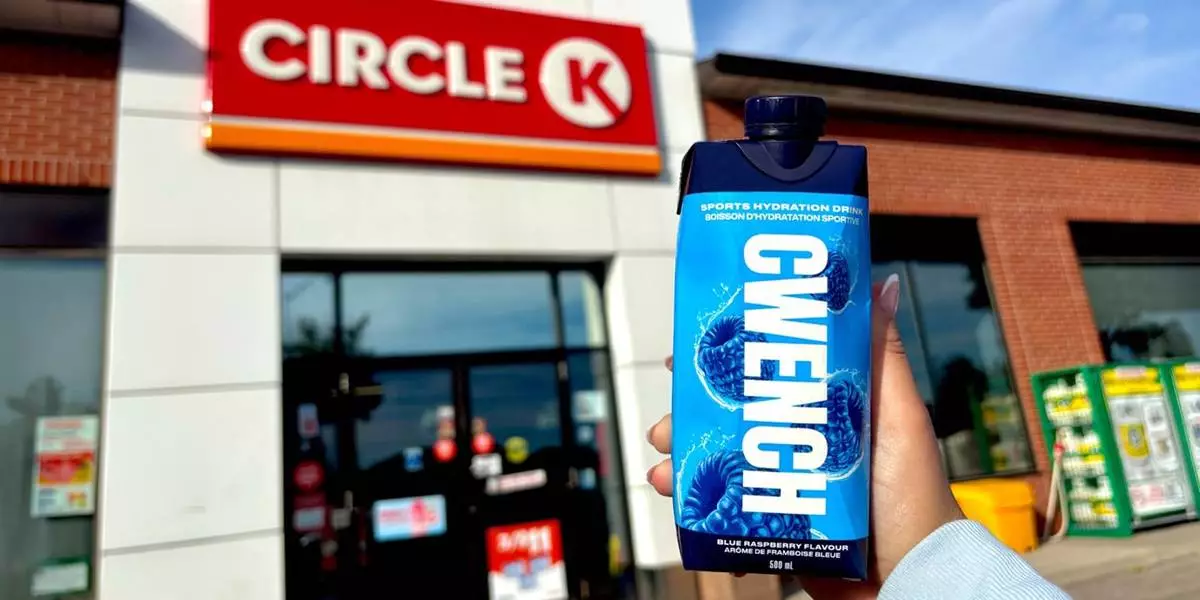 CIRCLE K
SPORTS HYDRATION DRINK
BOISSON D'HYDRATATION SPORTIVE
CWENCH
BLUE RASPBERRY FLAVOUR
ARÔME DE FRAMBOISE BLEUE
500 mL